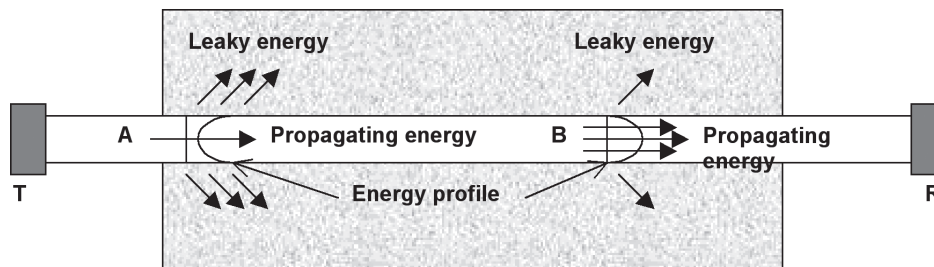 Leaky energy
Leaky energy
A
Propagating energy
B
Propagating
energy
T
Energy profile
R